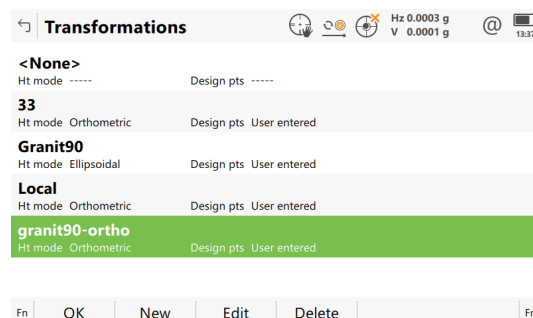 Transformations
Hz 0.0003 g
V 0.0001 g
@
13:37
<None>
Ht mode ----- Design pts -----
33
Ht mode Orthometric Design pts User entered
Granit90
Ht mode Ellipsoidal Design pts User entered
Local
Ht mode Orthometric Design pts User entered
granit90-ortho
Ht mode Orthometric Design pts User entered
Fn OK New Edit Delete